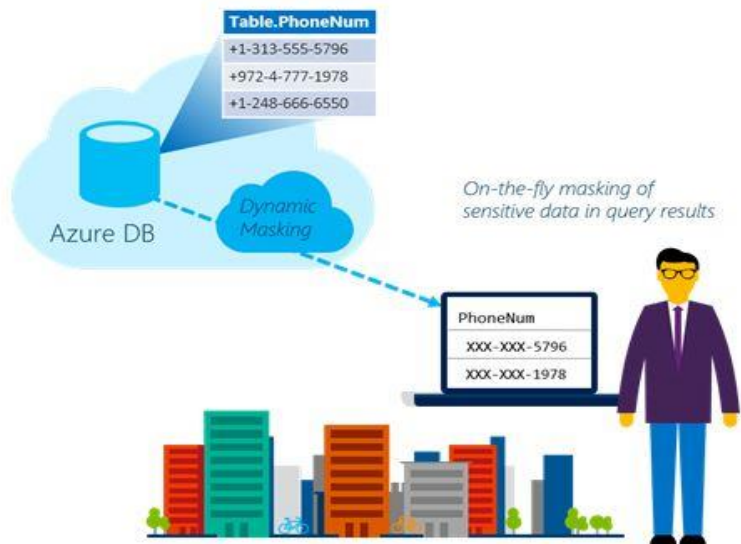 Table.PhoneNum
+1-313-555-5796
+972-4-777-1978
+1-248-666-6550
Azure DB
Dynamic
Masking
On-the-fly masking of
sensitive data in query results
PhoneNum
XXX-XXX-5796
XXX-XXX-1978